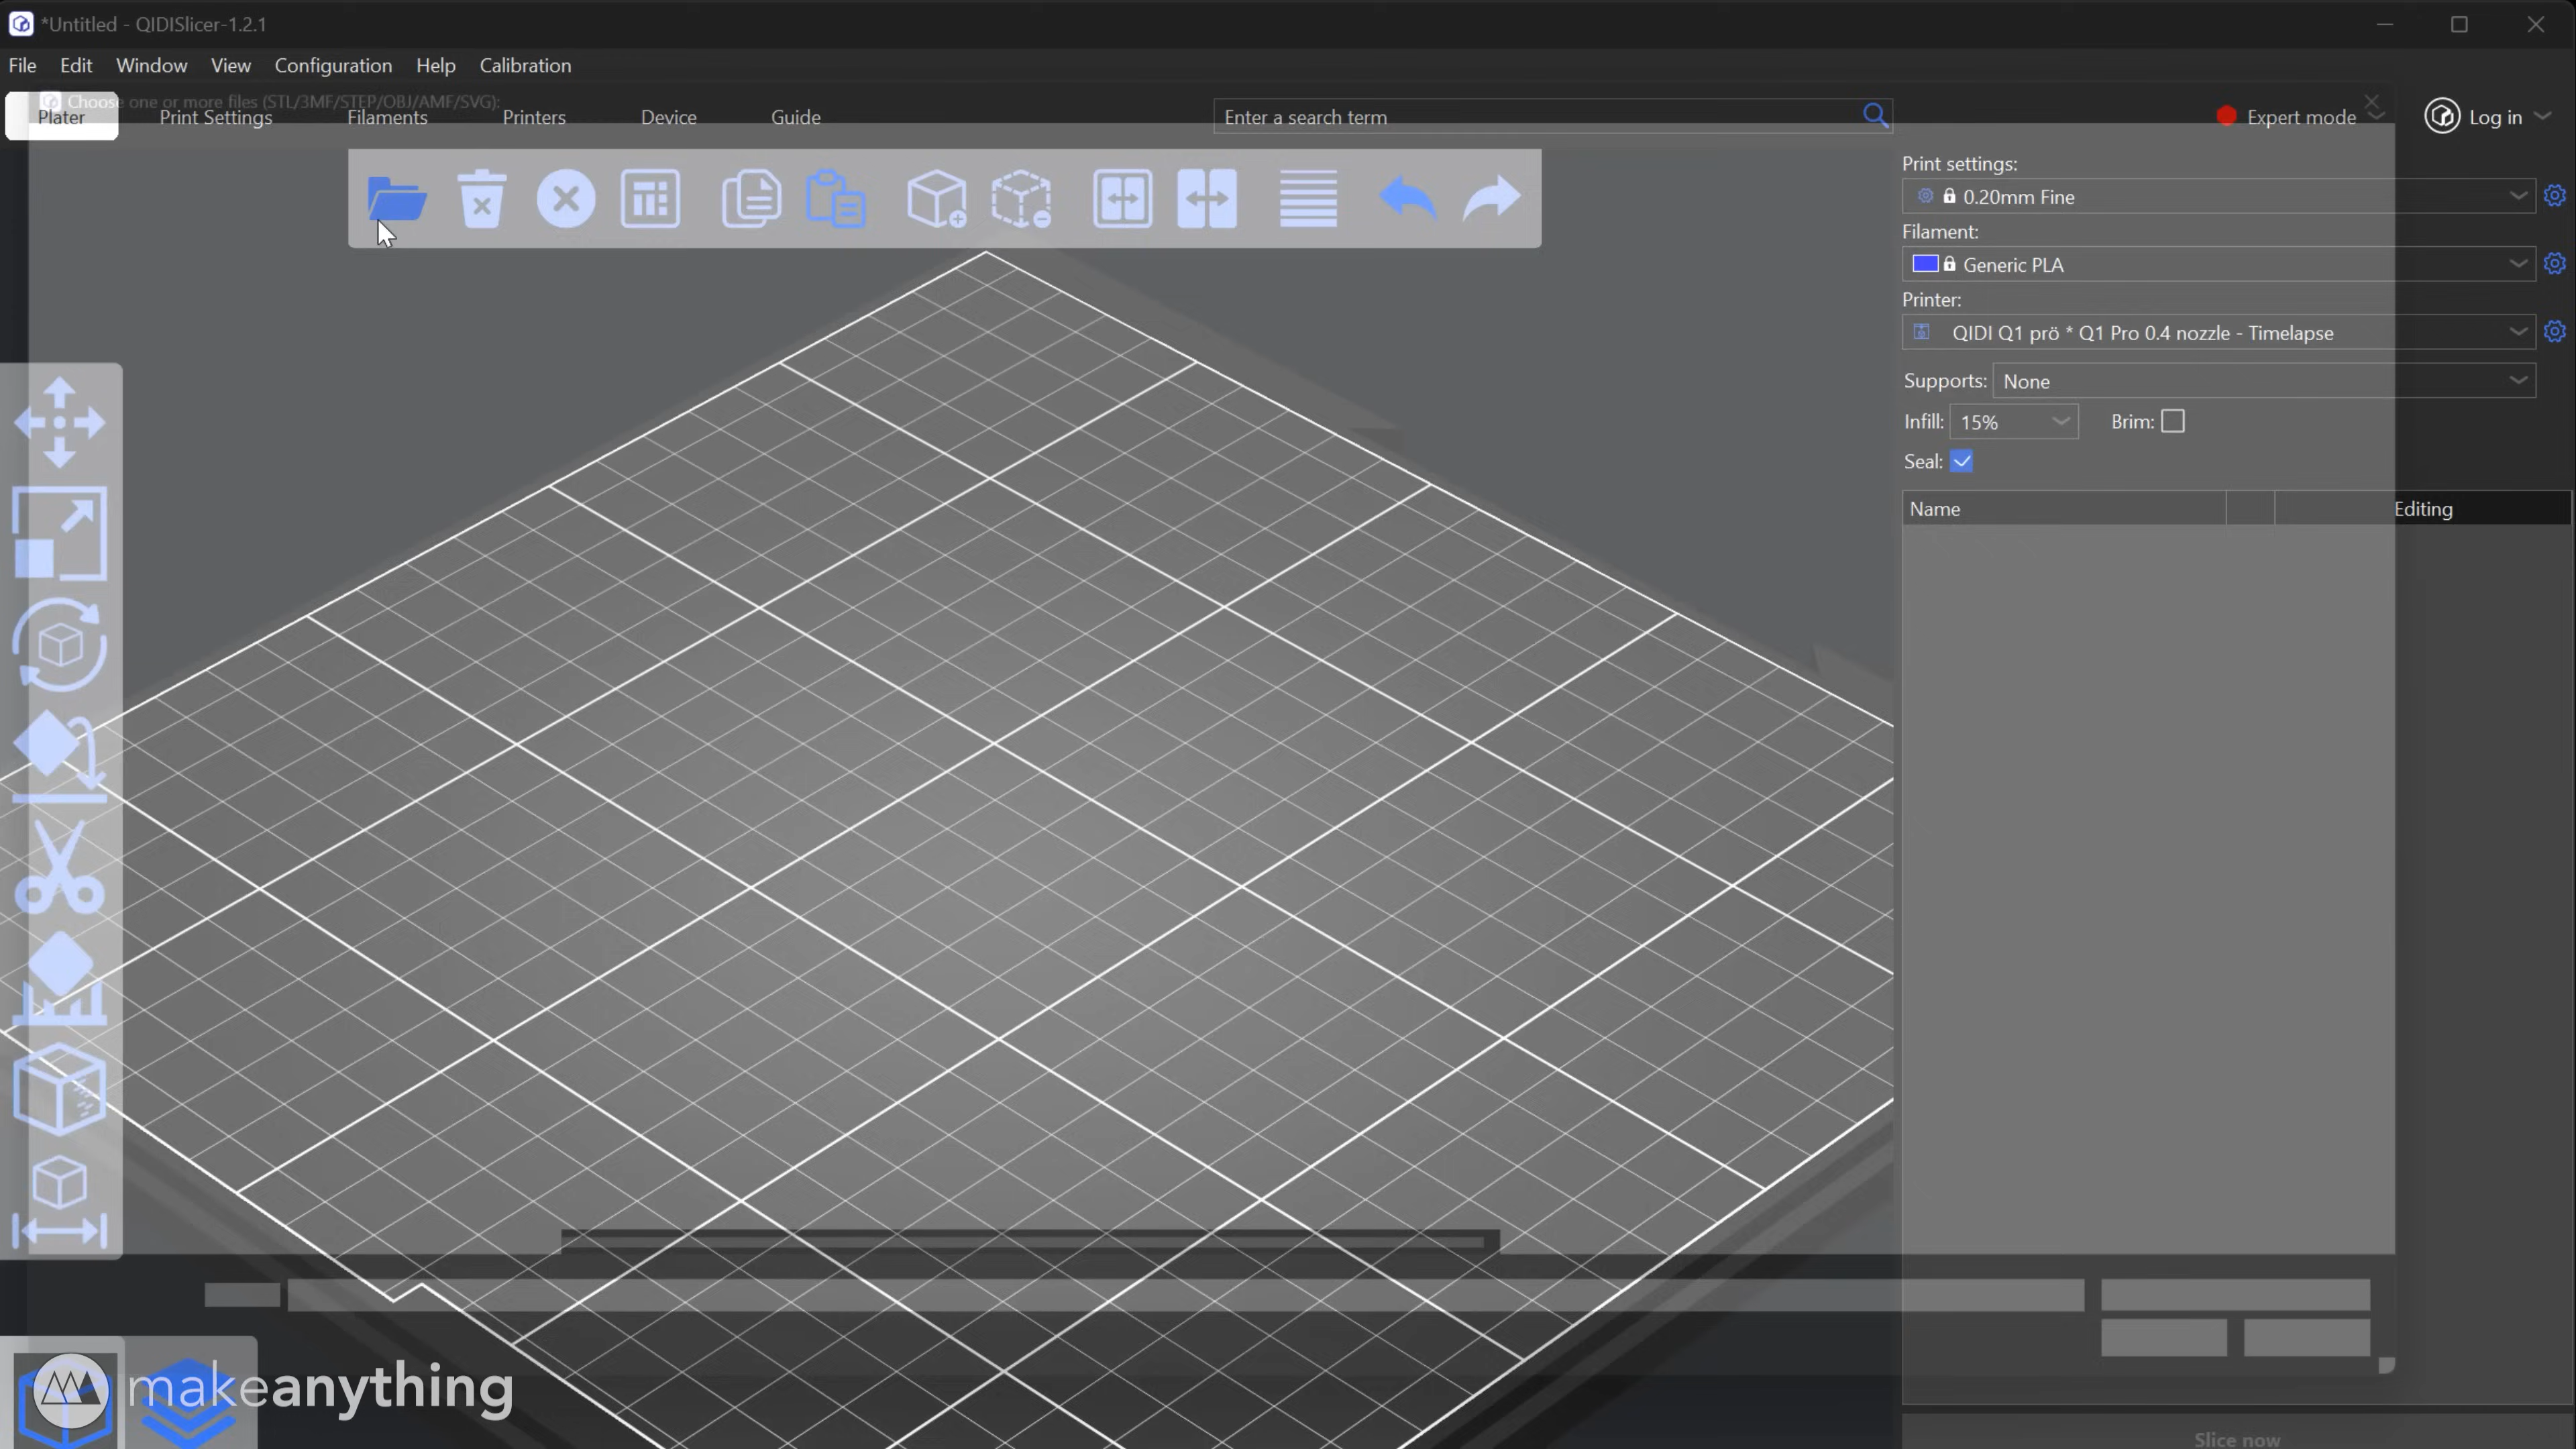 *Untitled - QIDISlicer-1.2.1
File Edit Window View Configuration Help Calibration
Choose one or more files (STL/3MF/STEP/OBJ/AMF/SVG):
Plater Print Settings Filaments Printers Device Guide Enter a search term Expert mode Log in
Print settings:
0.20mm Fine
Filament:
Generic PLA
Printer:
QIDI Q1 prö * Q1 Pro 0.4 nozzle - Timelapse
Supports: None
Infill: 15% Brim:
Seal:
Name Editing
makeanything
Slice now